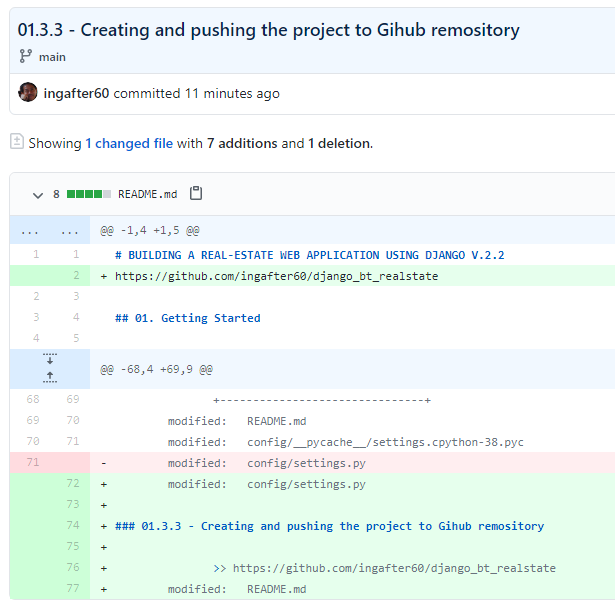 01.3.3 - Creating and pushing the project to Gihub remository
main
ingafter60 committed 11 minutes ago
Showing 1 changed file with 7 additions and 1 deletion.
8 README.md
... ... @@ -1,4 +1,5 @@
1 1 # BUILDING A REAL-ESTATE WEB APPLICATION USING DJANGO V.2.2
2 + https://github.com/ingafter60/django_bt_realstate
2 3
3 4 ## 01. Getting Started
4 5
@@ -68,4 +69,9 @@
68 69 +-------------------------------+
69 70 modified: README.md
70 71 modified: config/__pycache__/settings.cpython-38.pyc
71 - modified: config/settings.py
72 + modified: config/settings.py
73 +
74 + ### 01.3.3 - Creating and pushing the project to Gihub remository
75 +
76 + >> https://github.com/ingafter60/django_bt_realstate
77 + modified: README.md